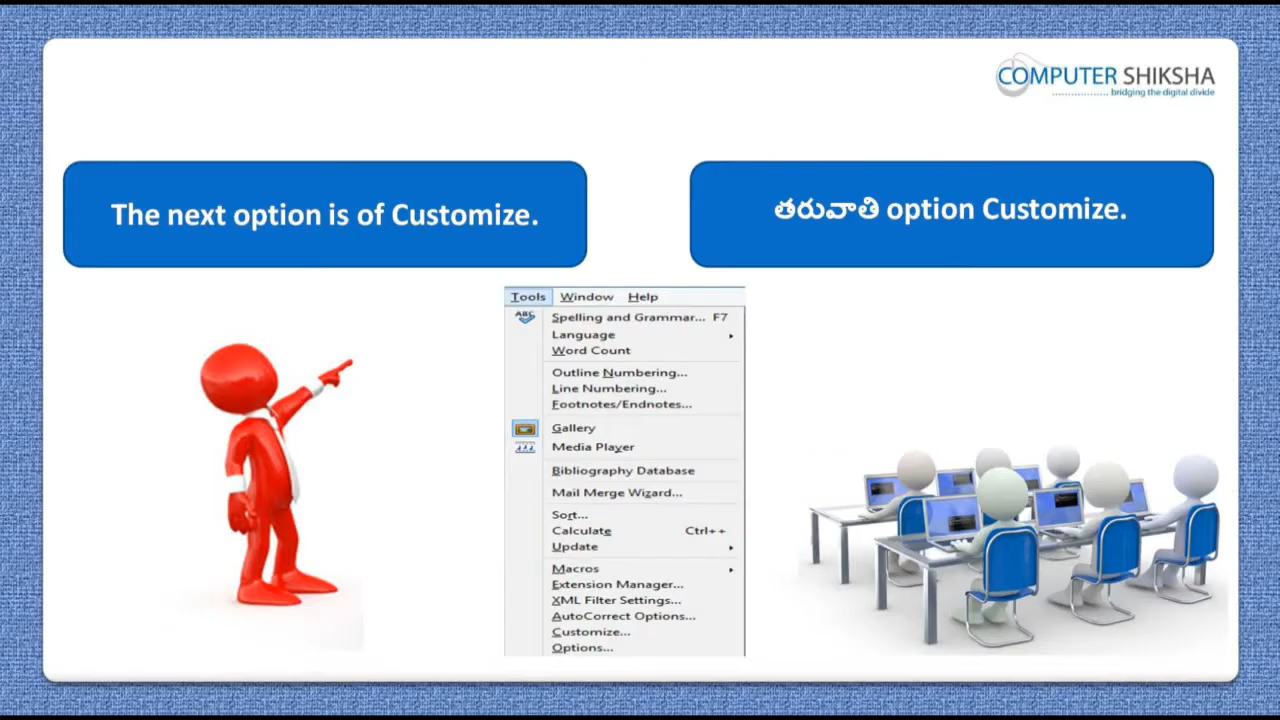 COMPUTER SHIKSHA
bridging the digital divide
The next option is of Customize.
తరువాతి option Customize.
Tools Window Help
ABC Spelling and Grammar... F7
Language
Word Count
Outline Numbering...
Line Numbering...
Footnotes/Endnotes...
Gallery
Media Player
Bibliography Database
Mail Merge Wizard...
Sort...
Calculate Ctrl++
Update
Macros
Extension Manager...
XML Filter Settings...
AutoCorrect Options...
Customize...
Options...